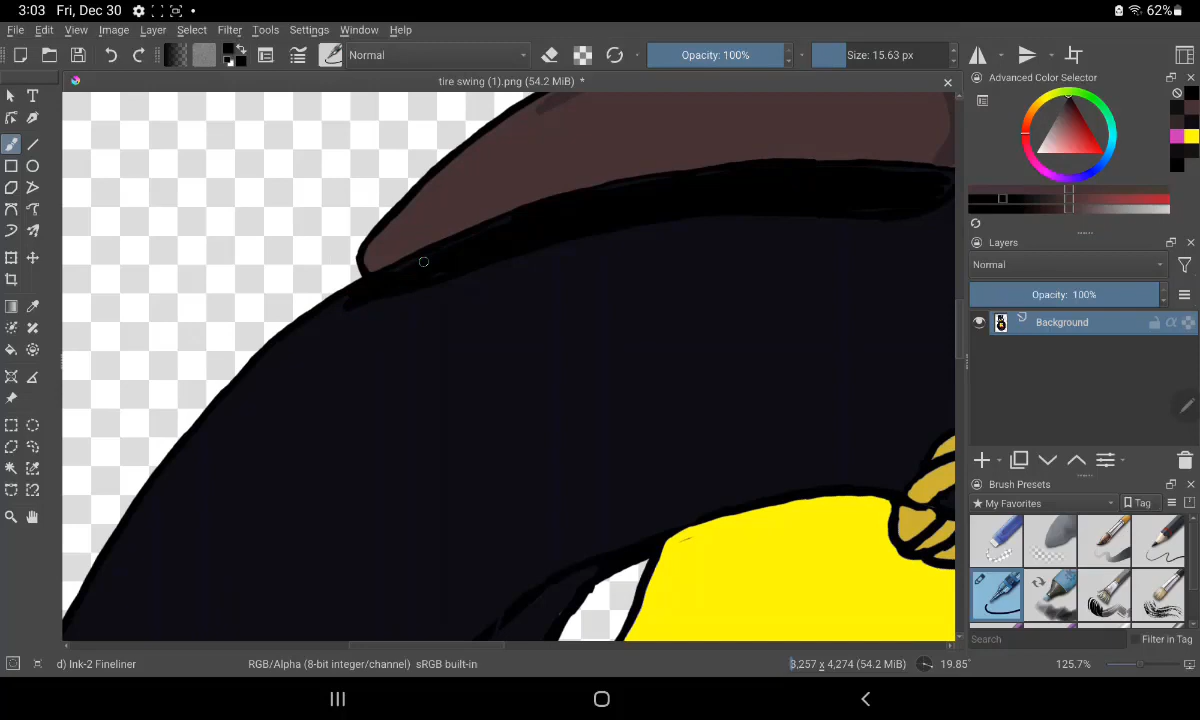 3:03 Fri, Dec 30
62%
File Edit View Image Layer Select Filter Tools Settings Window Help
Normal
Opacity: 100%
Size: 15.63 px
tire swing (1).png (54.2 MiB) *
Advanced Color Selector
Layers
Normal
Opacity: 100%
Background
Brush Presets
My Favorites
Tag
Search
Filter in Tag
d) Ink-2 Fineliner
RGB/Alpha (8-bit integer/channel) sRGB built-in
3,257 x 4,274 (54.2 MiB)
19.85°
125.7%